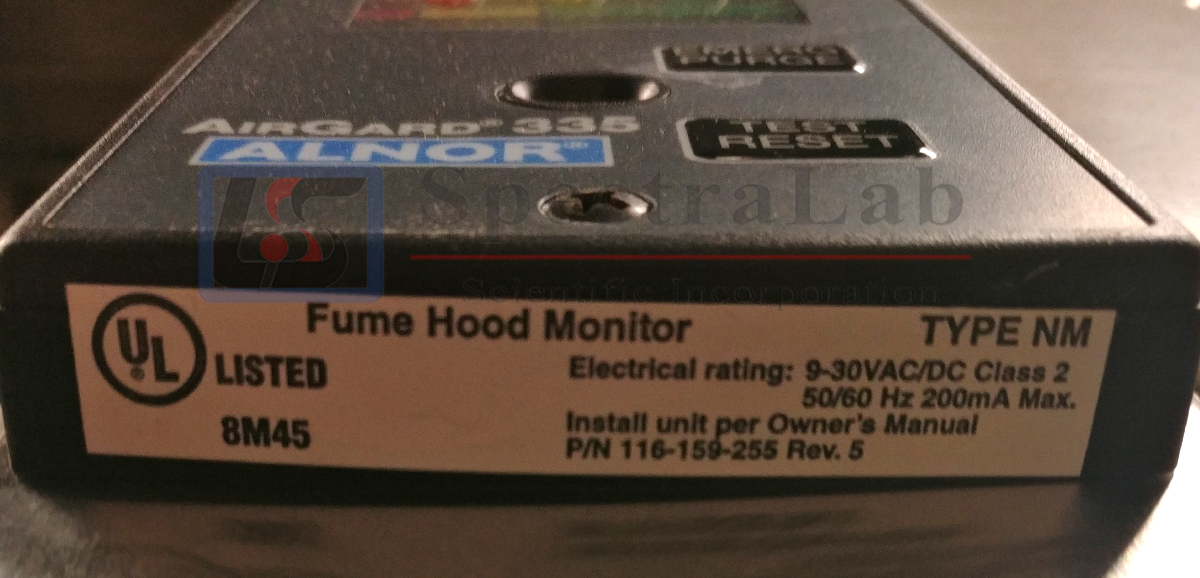 EMERG
PURGE
AIRGARD® 335
ALNOR®
TEST
RESET
SpectraLab
Scientific Incorporation
UL
®
LISTED
8M45
Fume Hood Monitor
TYPE NM
Electrical rating: 9-30VAC/DC Class 2
50/60 Hz 200mA Max.
Install unit per Owner's Manual
P/N 116-159-255 Rev. 5